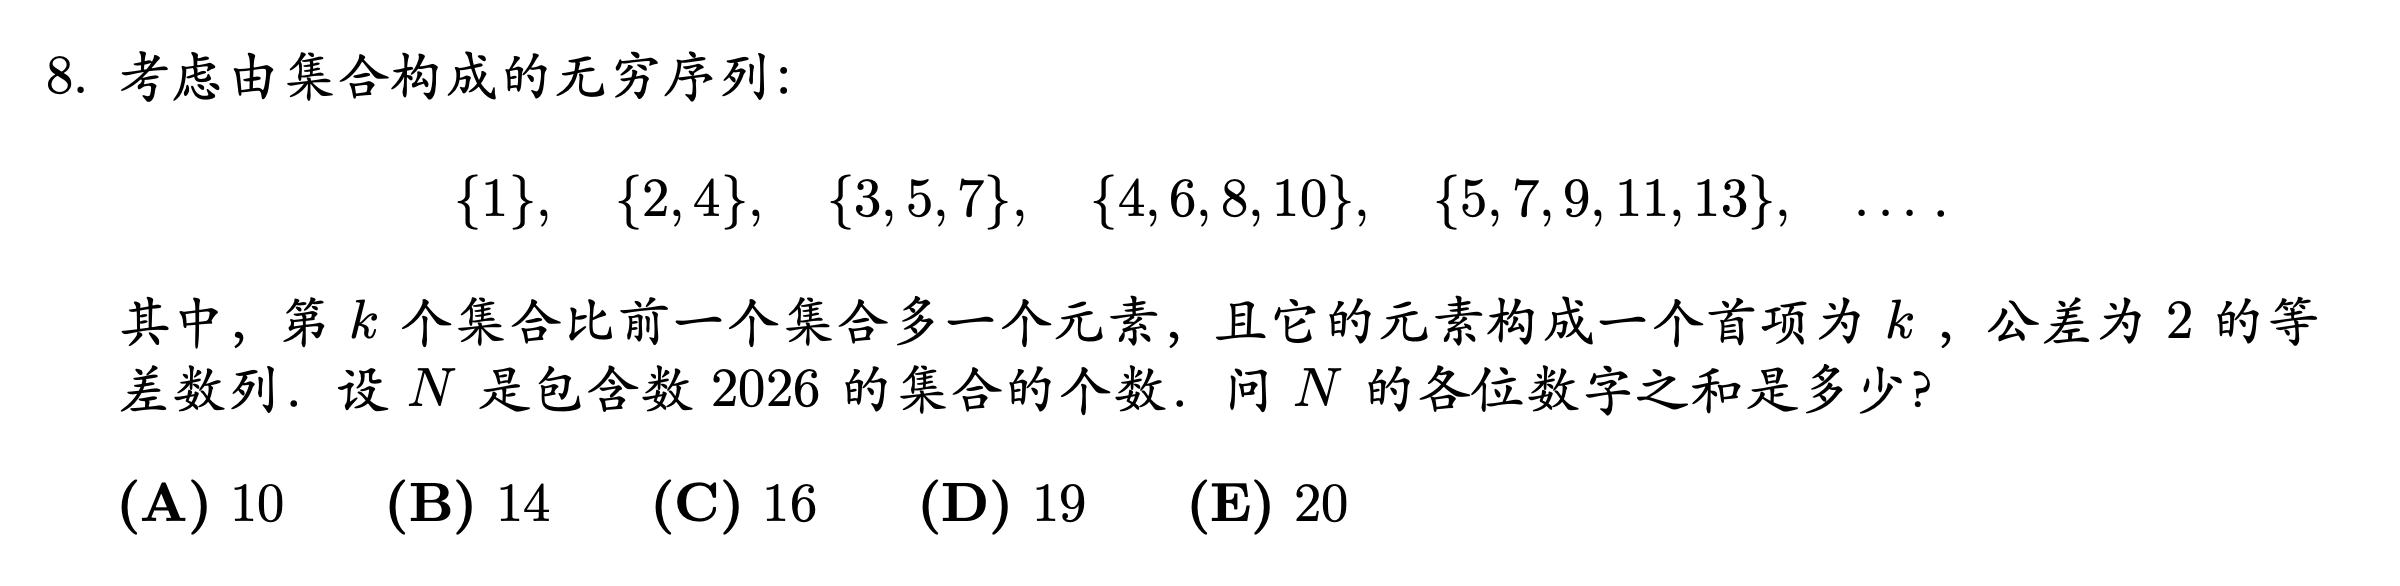 8. 考虑由集合构成的无穷序列:
{1}, {2, 4}, {3, 5, 7}, {4, 6, 8, 10}, {5, 7, 9, 11, 13}, ....
其中, 第 k 个集合比前一个集合多一个元素, 且它的元素构成一个首项为 k , 公差为 2 的等
差数列. 设 N 是包含数 2026 的集合的个数. 问 N 的各位数字之和是多少?
(A) 10 (B) 14 (C) 16 (D) 19 (E) 20